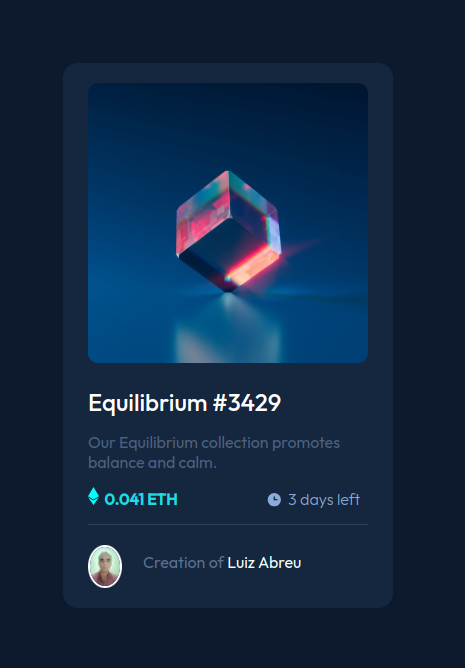 Equilibrium #3429
Our Equilibrium collection promotes
balance and calm.
0.041 ETH
3 days left
Creation of Luiz Abreu